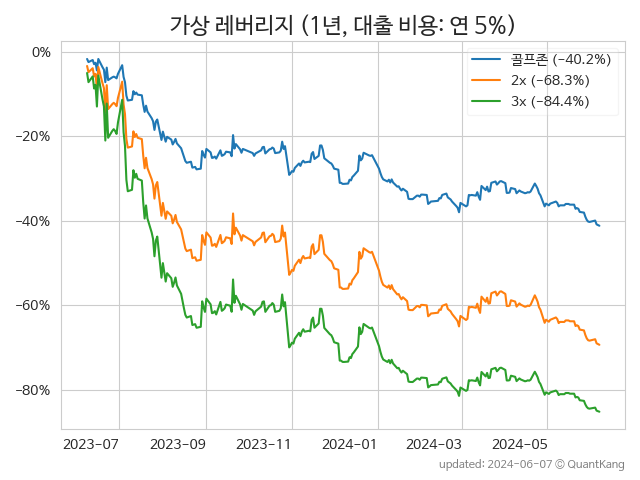 가상 레버리지 (1년, 대출 비용: 연 5%)
골프존 (−40.2%)
2x (−68.3%)
3x (−84.4%)
0%
−20%
−40%
−60%
−80%
2023-07 2023-09 2023-11 2024-01 2024-03 2024-05
updated: 2024-06-07 © QuantKang